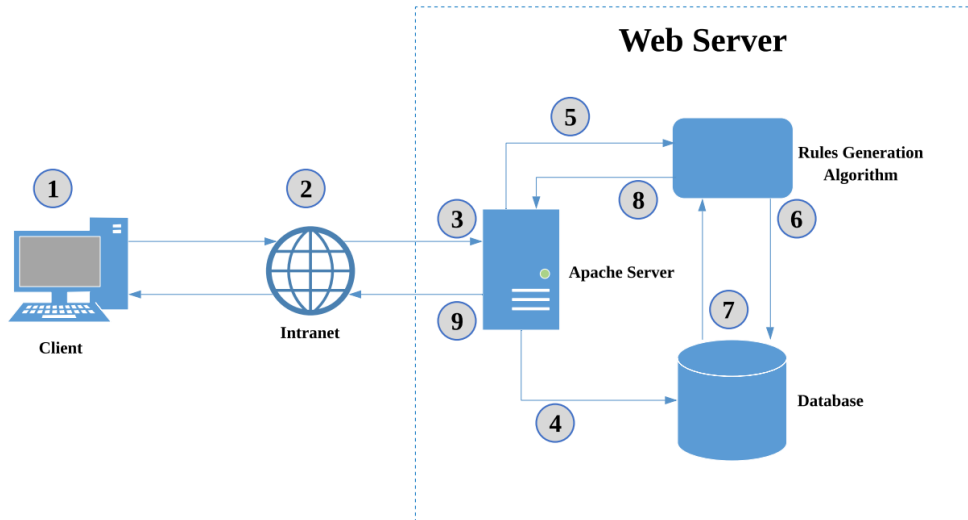 Web Server
5
Rules Generation
Algorithm
1
2
8
3
6
Apache Server
9
7
Intranet
Client
Database
4